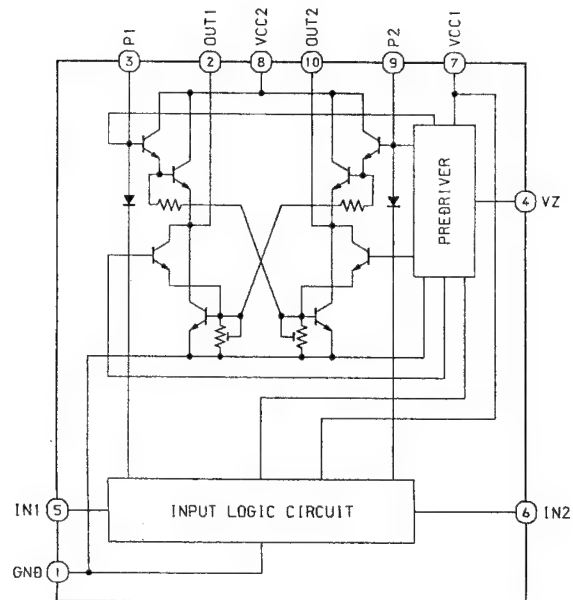 P1
OUT1
VCC2
OUT2
P2
VCC1
3
2
8
10
9
7
PREDRIVER
4 VZ
IN1 5
INPUT LOGIC CIRCUIT
6 IN2
GND 1